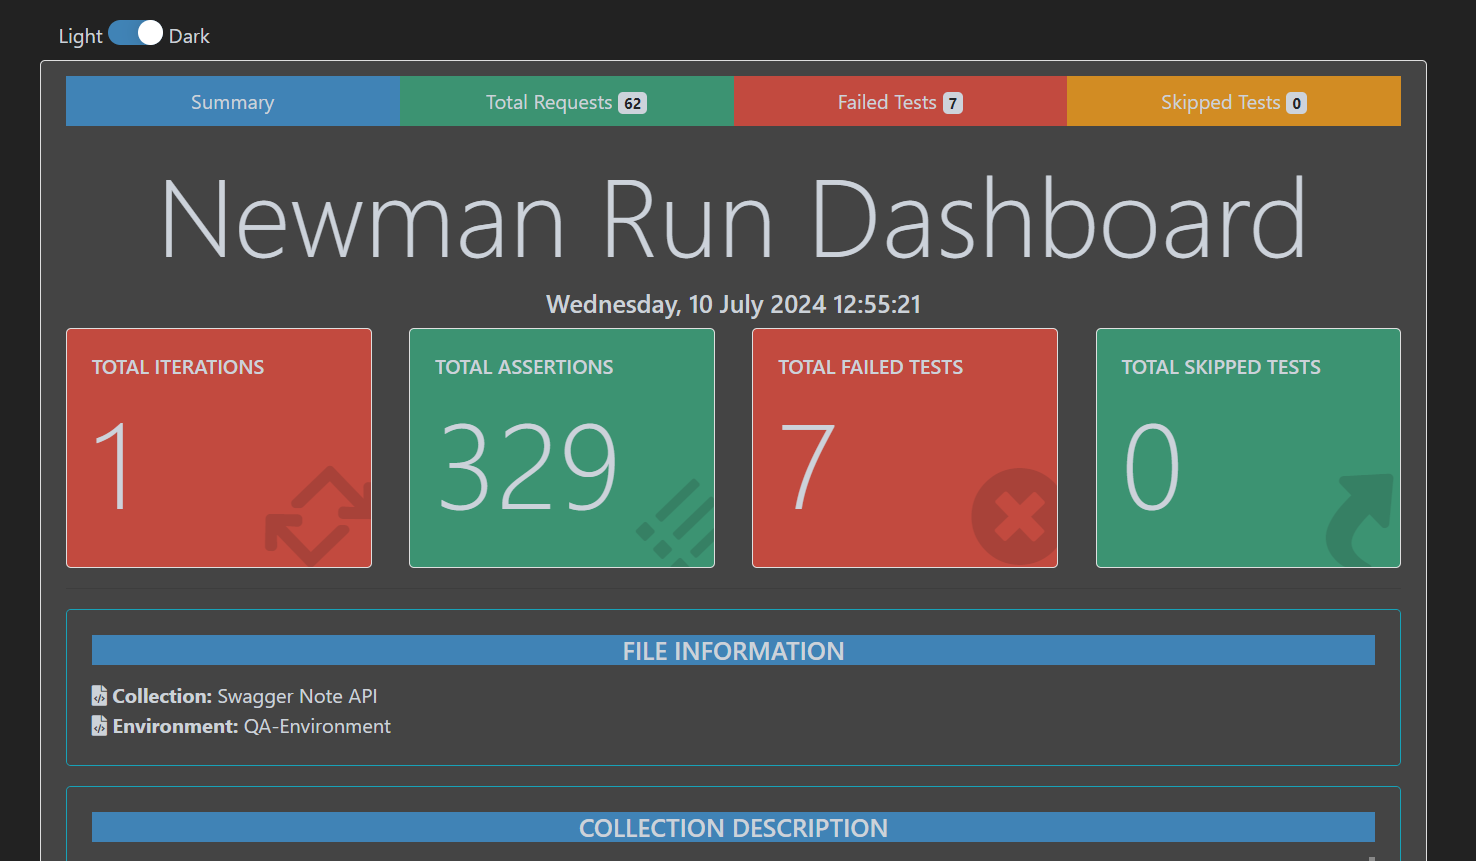 Light Dark
Summary Total Requests 62 Failed Tests 7 Skipped Tests 0
Newman Run Dashboard
Wednesday, 10 July 2024 12:55:21
TOTAL ITERATIONS TOTAL ASSERTIONS TOTAL FAILED TESTS TOTAL SKIPPED TESTS
1 329 7 0
FILE INFORMATION
Collection: Swagger Note API
Environment: QA-Environment
COLLECTION DESCRIPTION